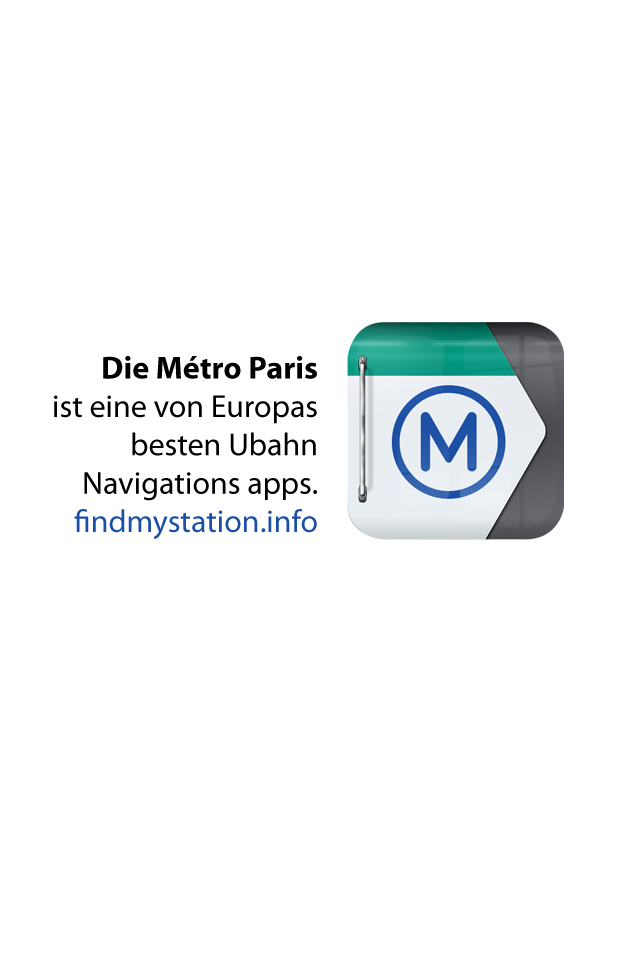 Die Métro Paris
ist eine von Europas
besten Ubahn
Navigations apps.
findmystation.info
M